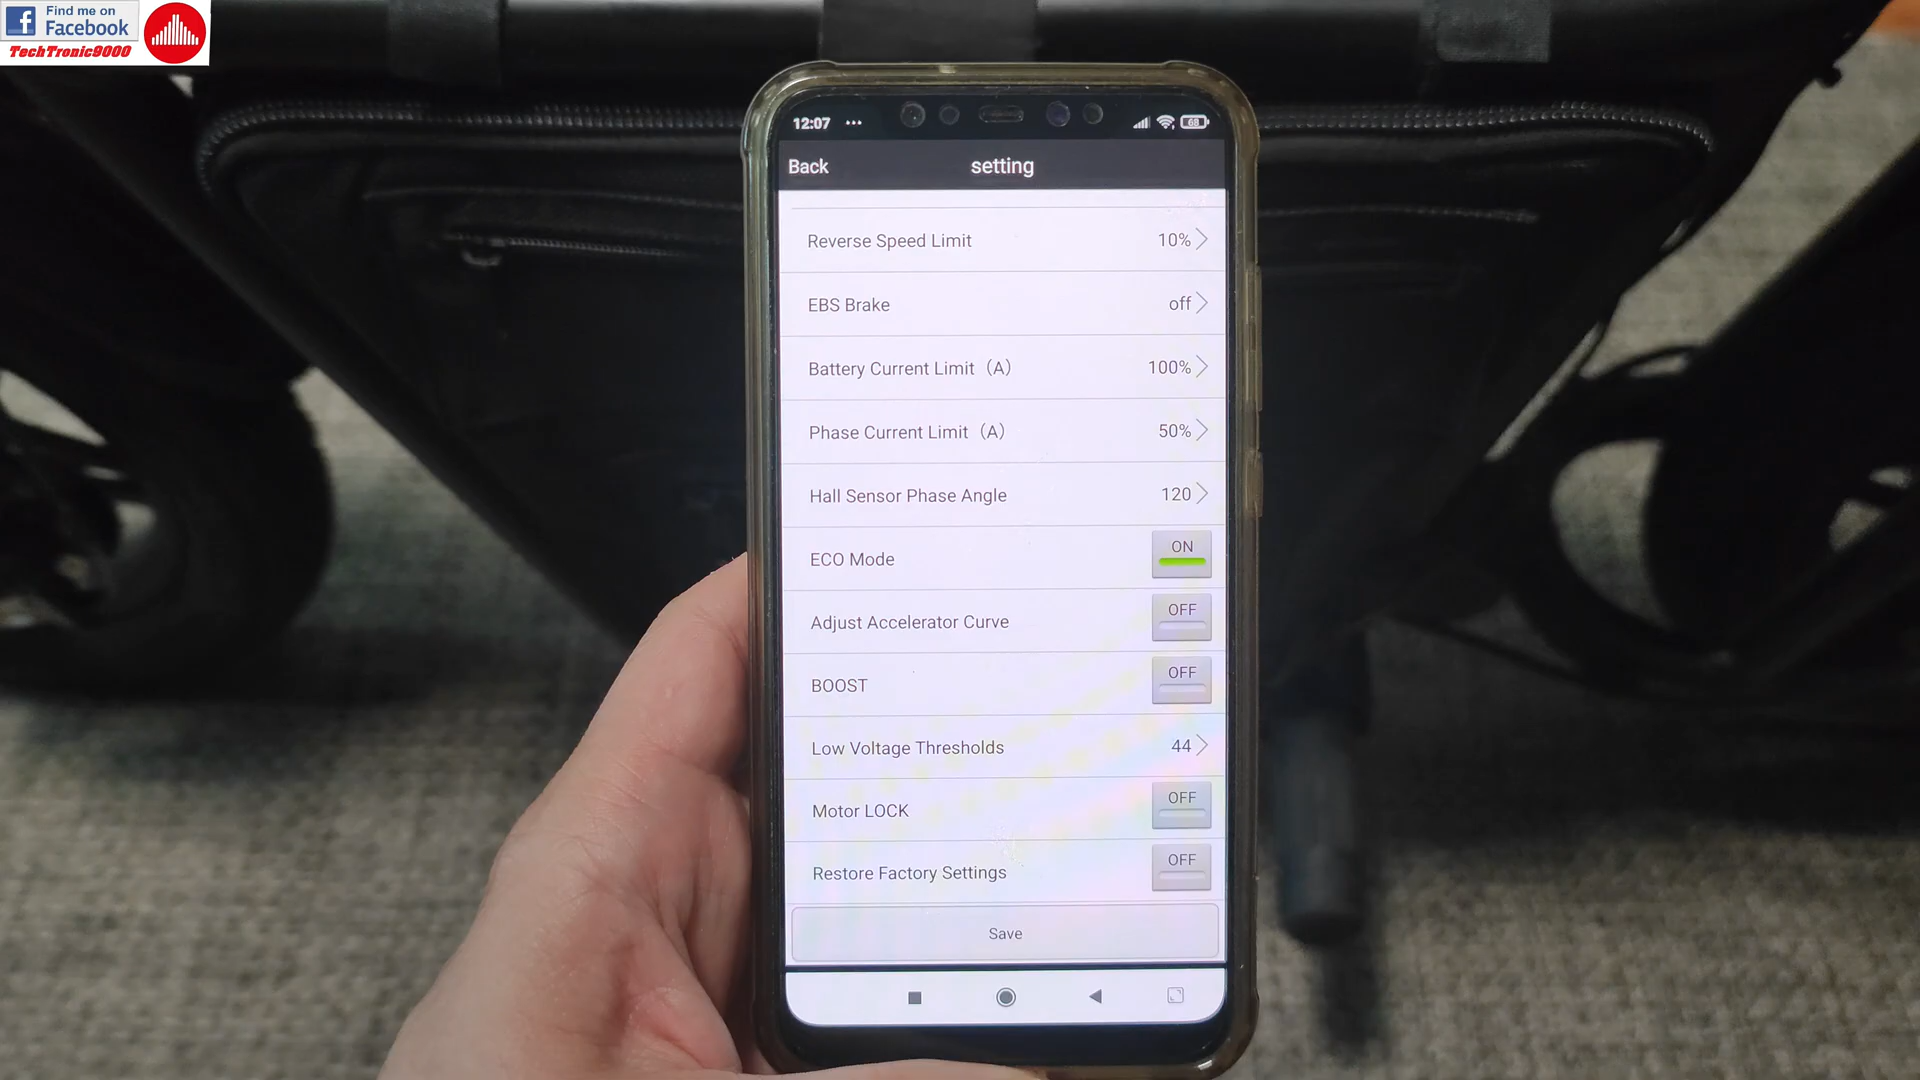 Find me on
Facebook
TechTronic9000
12:07
68
Back
setting
Reverse Speed Limit 10%
EBS Brake off
Battery Current Limit (A) 100%
Phase Current Limit (A) 50%
Hall Sensor Phase Angle 120
ECO Mode ON
Adjust Accelerator Curve OFF
BOOST OFF
Low Voltage Thresholds 44
Motor LOCK OFF
Restore Factory Settings OFF
Save